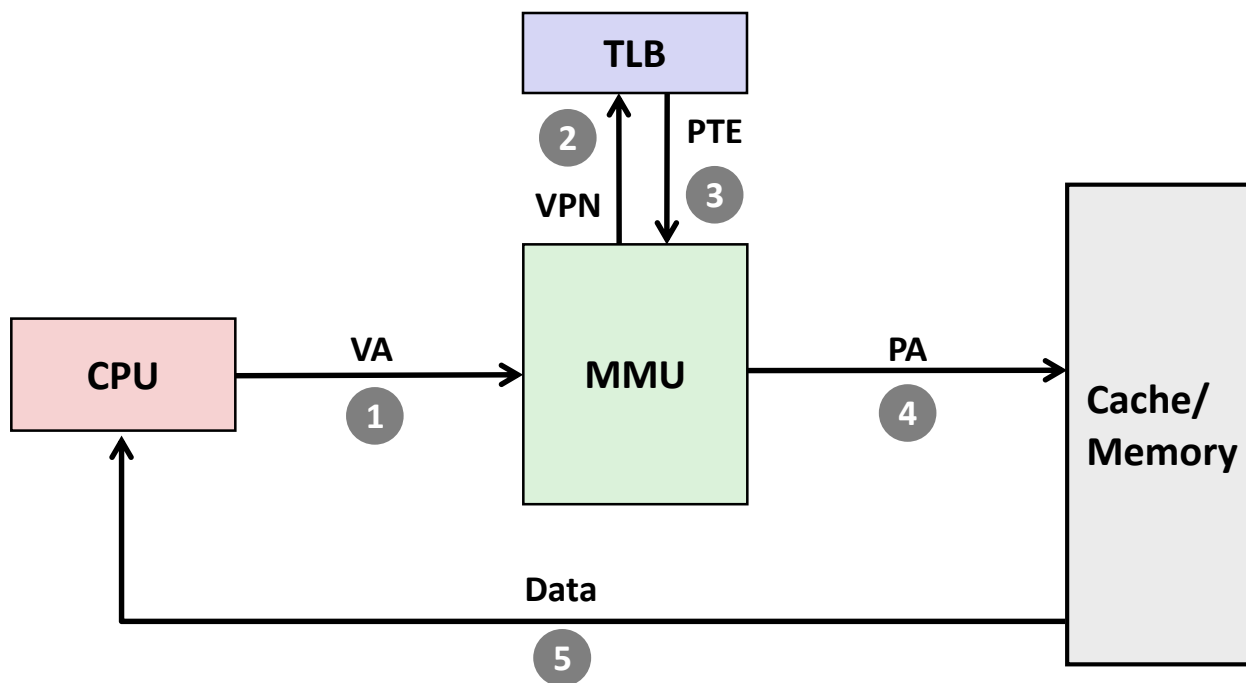 TLB
2
PTE
VPN
3
CPU
VA
1
MMU
PA
4
Cache/
Memory
Data
5